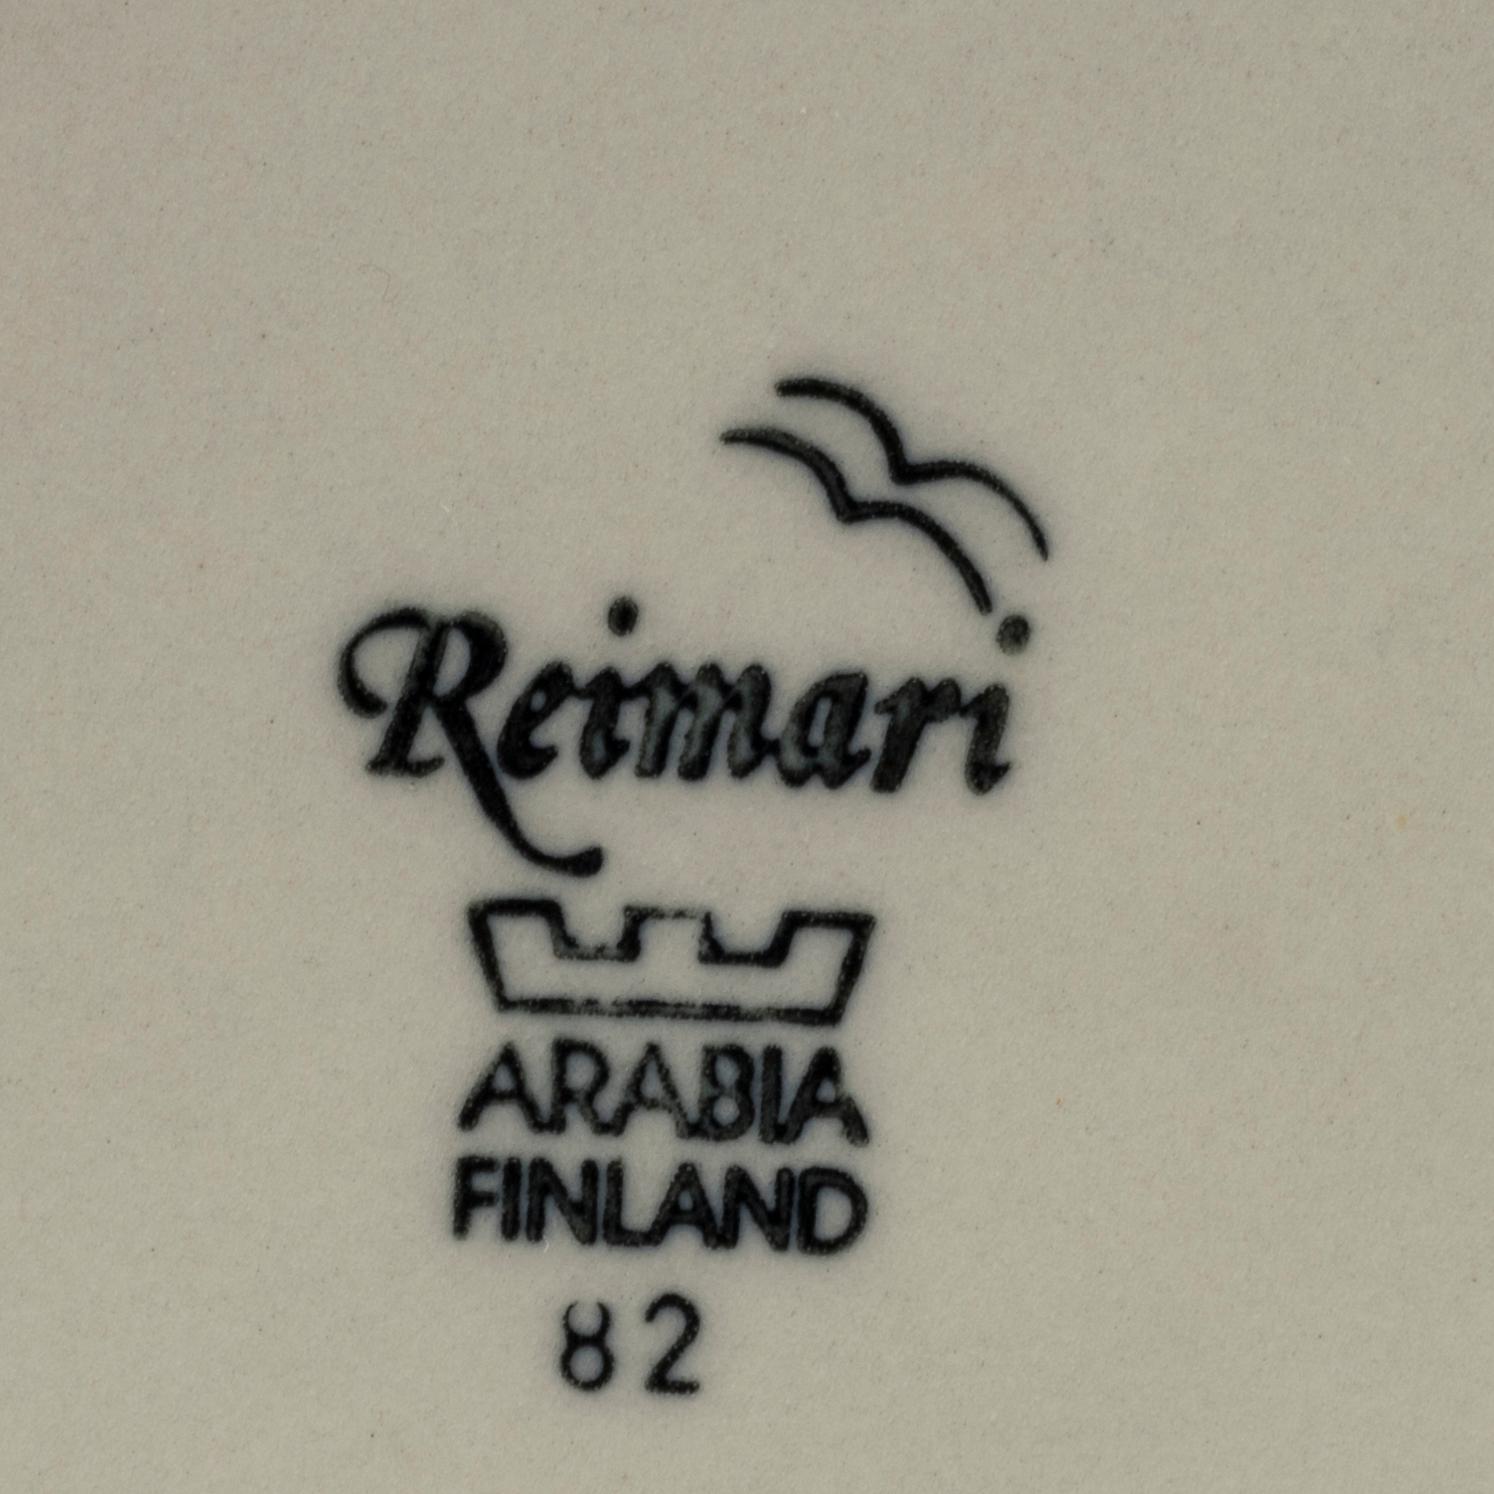 Reimari
ARABIA
FINLAND
82